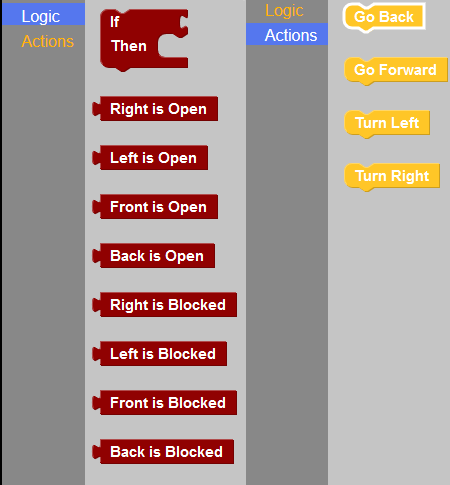 Logic
Actions
If
Then
Right is Open
Left is Open
Front is Open
Back is Open
Right is Blocked
Left is Blocked
Front is Blocked
Back is Blocked
Logic
Actions
Go Back
Go Forward
Turn Left
Turn Right